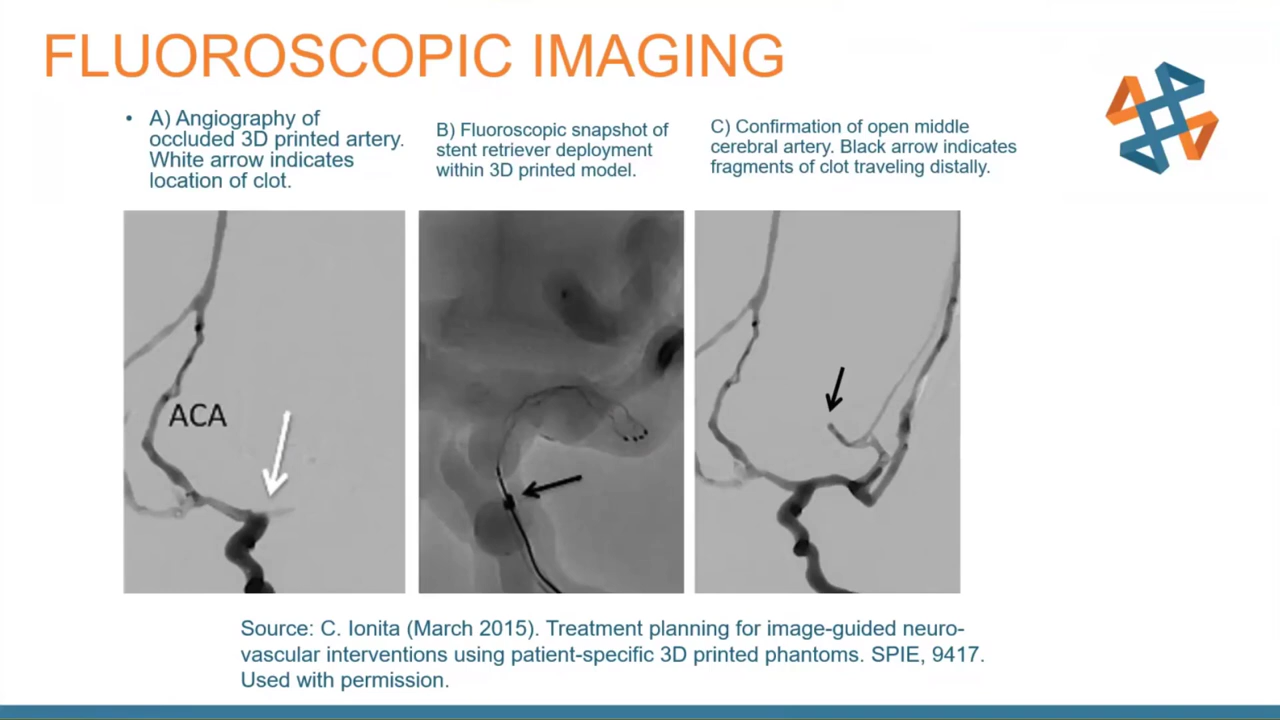 FLUOROSCOPIC IMAGING
• A) Angiography of
occluded 3D printed artery.
White arrow indicates
location of clot.
B) Fluoroscopic snapshot of
stent retriever deployment
within 3D printed model.
C) Confirmation of open middle
cerebral artery. Black arrow indicates
fragments of clot traveling distally.
ACA
Source: C. Ionita (March 2015). Treatment planning for image-guided neuro-
vascular interventions using patient-specific 3D printed phantoms. SPIE, 9417.
Used with permission.